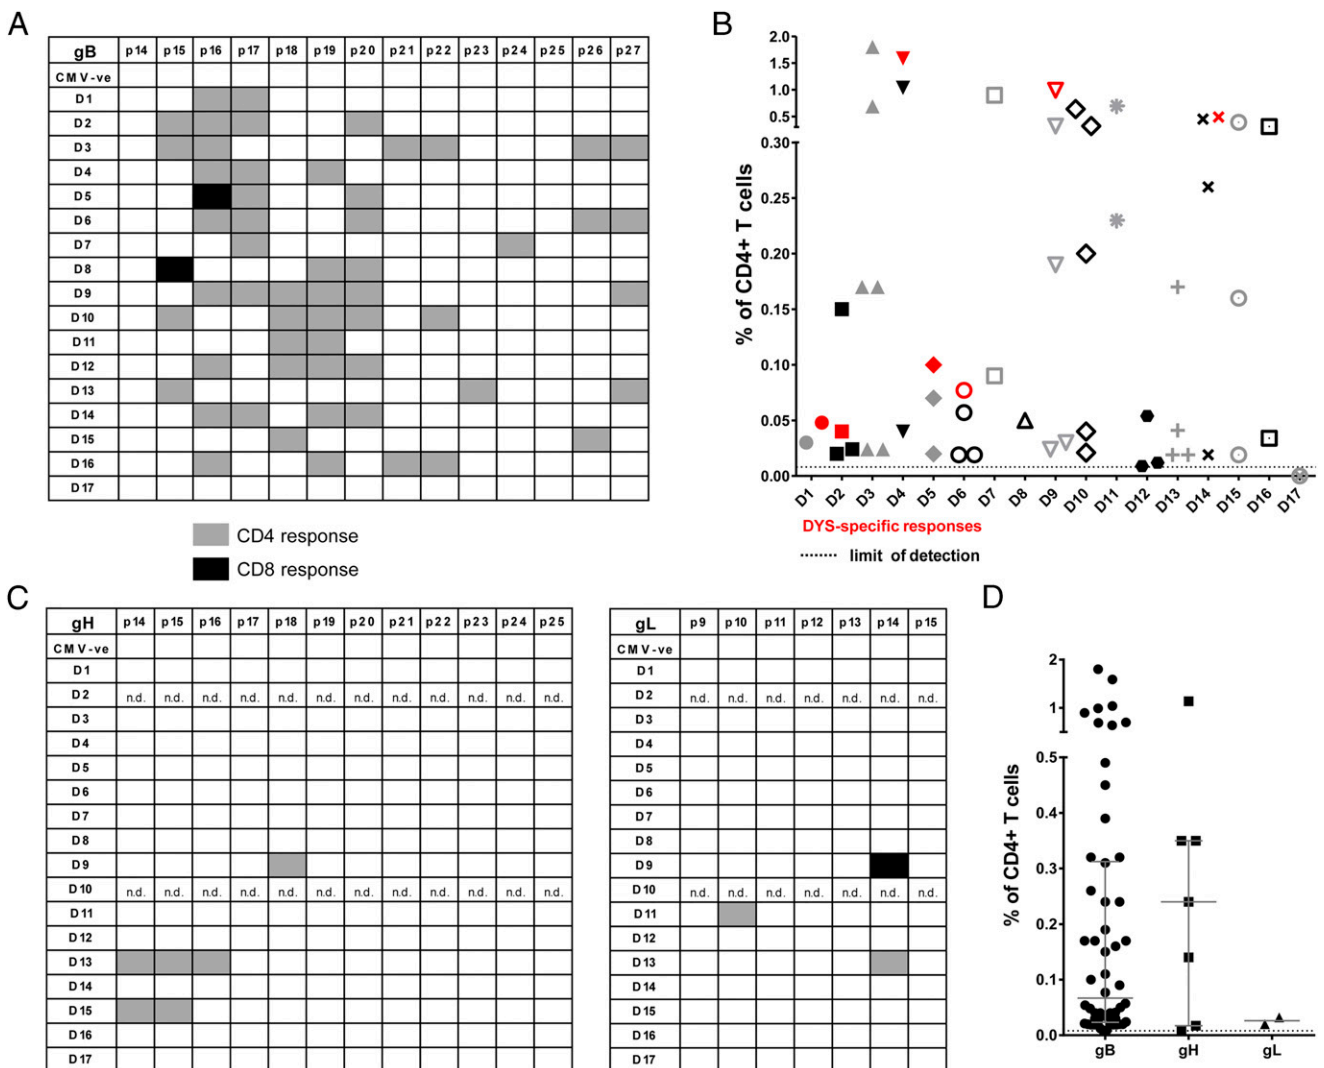 A
gB p14 p15 p16 p17 p18 p19 p20 p21 p22 p23 p24 p25 p26 p27
CMV-ve
D1
D2
D3
D4
D5
D6
D7
D8
D9
D10
D11
D12
D13
D14
D15
D16
D17
CD4 response
CD8 response
B
% of CD4+ T cells
2.0
1.5
1.0
0.5
0.30
0.25
0.20
0.15
0.10
0.05
0.00
D1 D2 D3 D4 D5 D6 D7 D8 D9 D10 D11 D12 D13 D14 D15 D16 D17
DYS-specific responses
limit of detection
C
gH p14 p15 p16 p17 p18 p19 p20 p21 p22 p23 p24 p25
CMV-ve
D1
D2 n.d. n.d. n.d. n.d. n.d. n.d. n.d. n.d. n.d. n.d. n.d. n.d.
D3
D4
D5
D6
D7
D8
D9
D10 n.d. n.d. n.d. n.d. n.d. n.d. n.d. n.d. n.d. n.d. n.d. n.d.
D11
D12
D13
D14
D15
D16
D17
gL p9 p10 p11 p12 p13 p14 p15
CMV-ve
D1
D2 n.d. n.d. n.d. n.d. n.d. n.d. n.d.
D3
D4
D5
D6
D7
D8
D9
D10 n.d. n.d. n.d. n.d. n.d. n.d. n.d.
D11
D12
D13
D14
D15
D16
D17
D
% of CD4+ T cells
2
1
0.5
0.4
0.3
0.2
0.1
0.0
gB gH gL